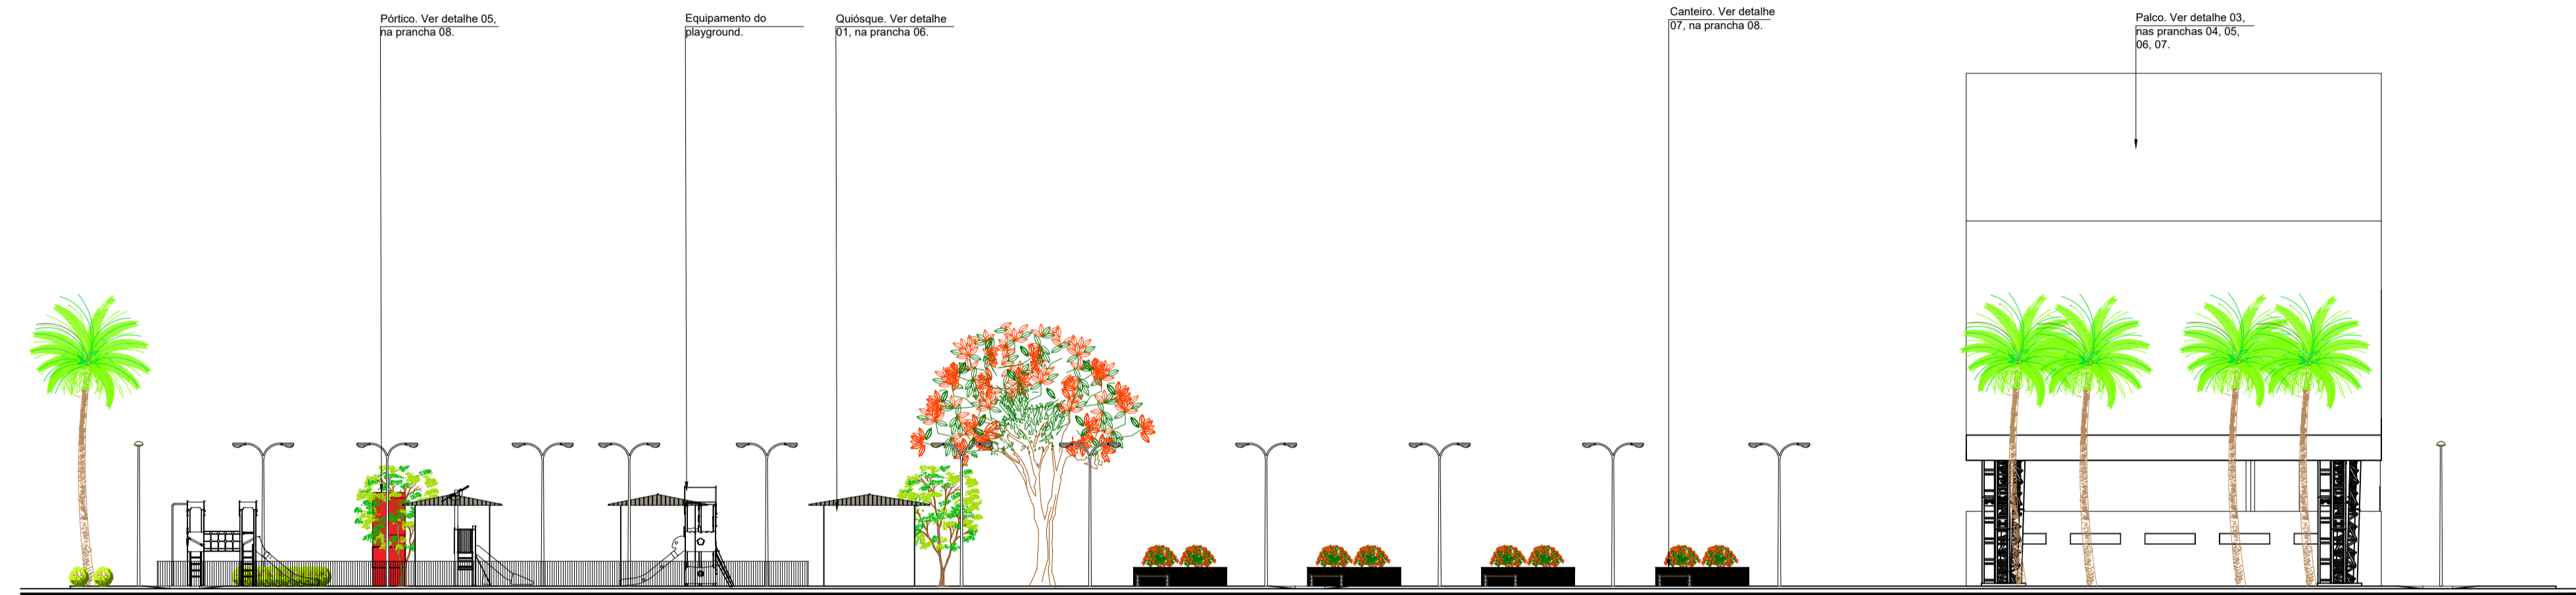 Pórtico. Ver detalhe 05,
na prancha 08.
Equipamento do
playground.
Quiósque. Ver detalhe
01, na prancha 06.
Canteiro. Ver detalhe
07, na prancha 08.
Palco. Ver detalhe 03,
nas pranchas 04, 05,
06, 07.